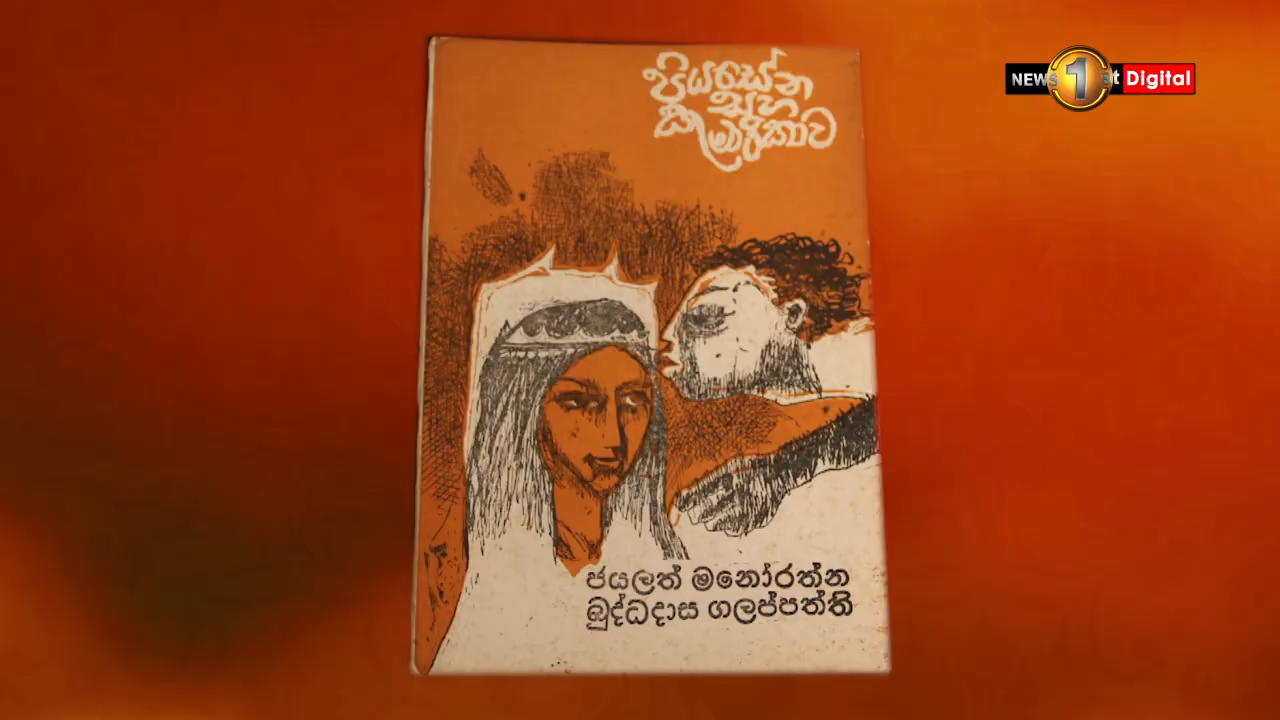 ප්‍රියසේන
සහ
කුමාරිකාව
NEWS 1st Digital
ජයලත් මනෝරත්න
බුද්ධදාස ගලප්පත්ති